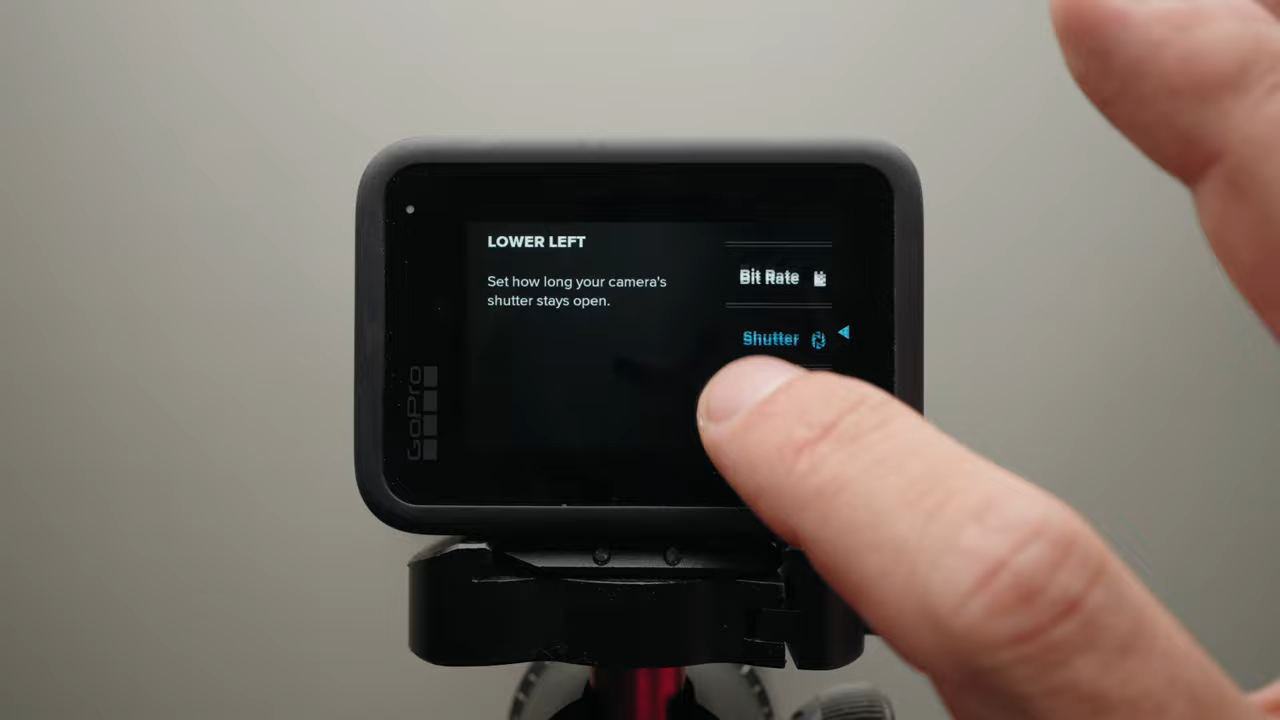 LOWER LEFT
Set how long your camera's
shutter stays open.
Bit Rate
Shutter
GoPro